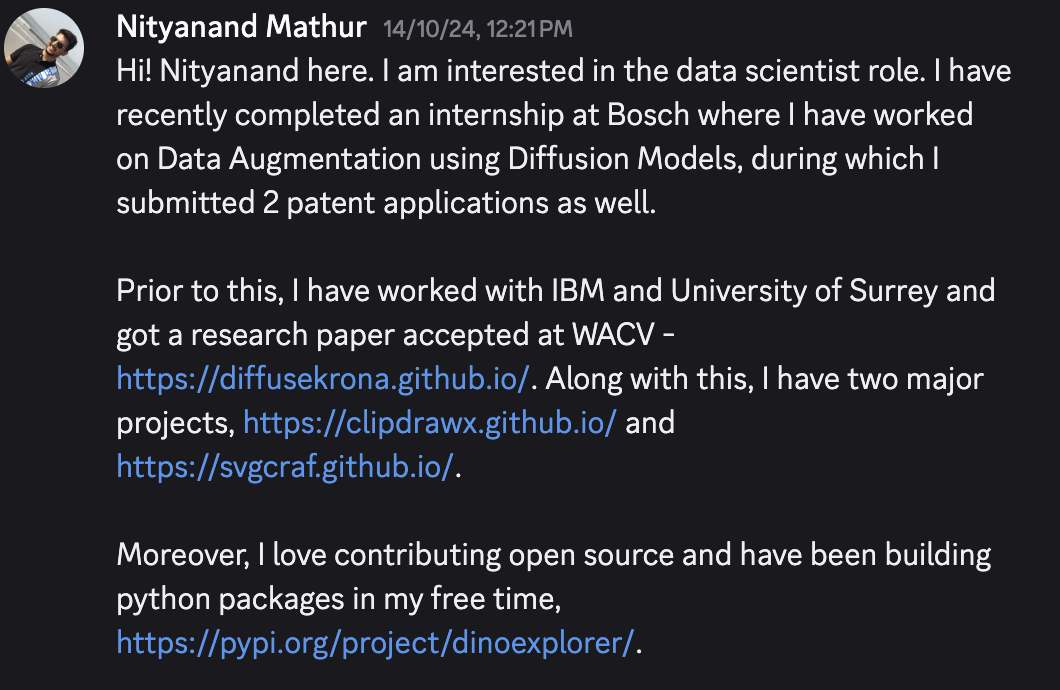 Nityanand Mathur 14/10/24, 12:21 PM
Hi! Nityanand here. I am interested in the data scientist role. I have
recently completed an internship at Bosch where I have worked
on Data Augmentation using Diffusion Models, during which I
submitted 2 patent applications as well.
Prior to this, I have worked with IBM and University of Surrey and
got a research paper accepted at WACV -
https://diffusekrona.github.io/. Along with this, I have two major
projects, https://clipdrawx.github.io/ and
https://svgcraf.github.io/.
Moreover, I love contributing open source and have been building
python packages in my free time,
https://pypi.org/project/dinoexplorer/.